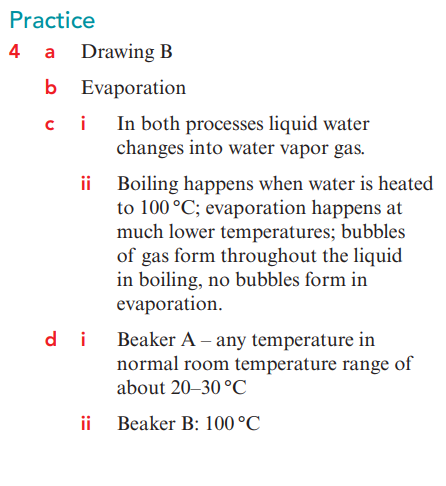 Practice
4 a Drawing B
b Evaporation
c i In both processes liquid water
changes into water vapor gas.
ii Boiling happens when water is heated
to 100 °C; evaporation happens at
much lower temperatures; bubbles
of gas form throughout the liquid
in boiling, no bubbles form in
evaporation.
d i Beaker A – any temperature in
normal room temperature range of
about 20–30 °C
ii Beaker B: 100 °C